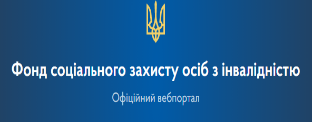 Фонд соціального захисту осіб з інвалідністю
Офіційний вебпортал